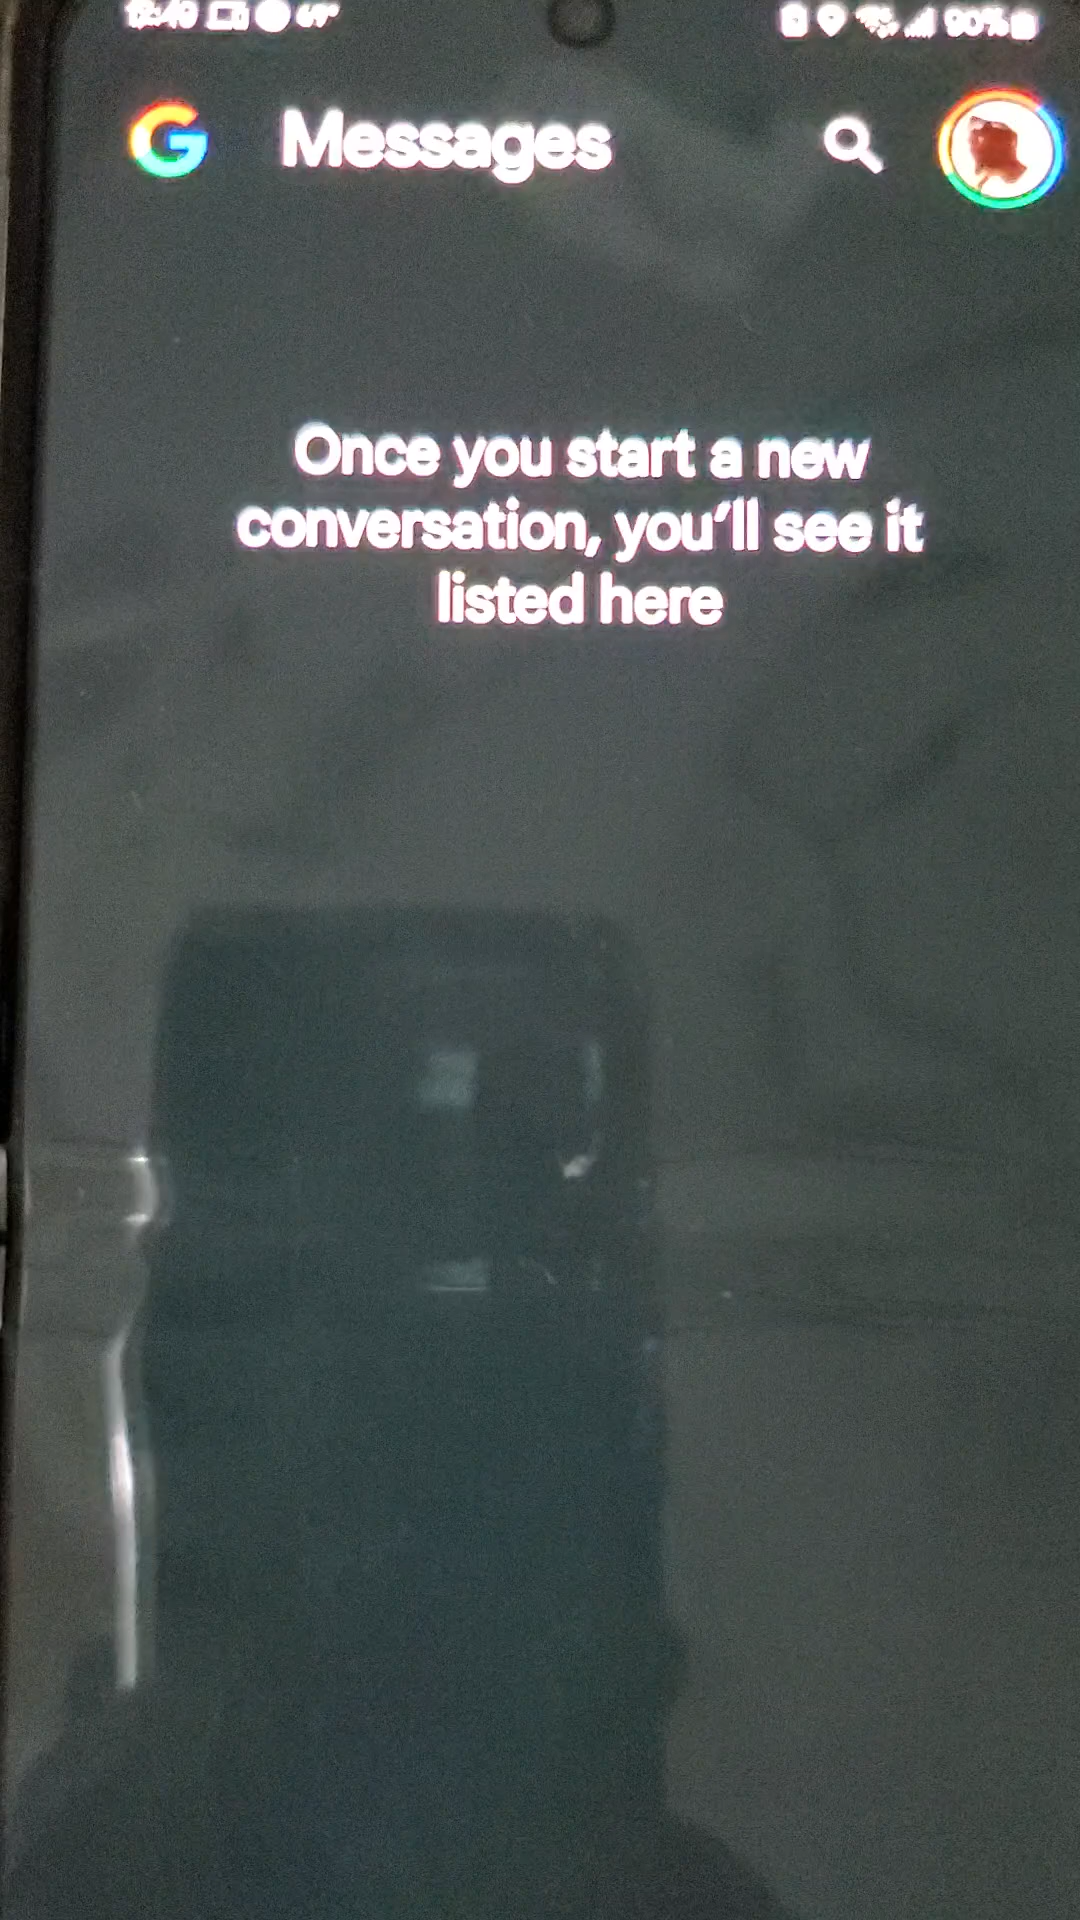 90%
G Messages
Once you start a new
conversation, you'll see it
listed here